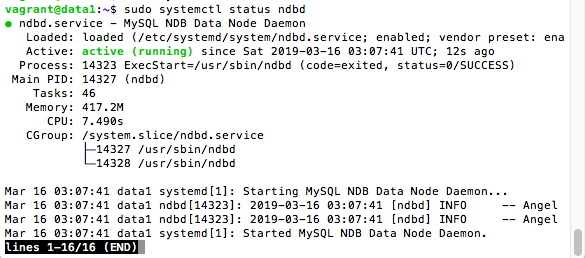 vagrant@data1:~$ sudo systemctl status ndbd
● ndbd.service - MySQL NDB Data Node Daemon
   Loaded: loaded (/etc/systemd/system/ndbd.service; enabled; vendor preset: ena
   Active: active (running) since Sat 2019-03-16 03:07:41 UTC; 12s ago
  Process: 14323 ExecStart=/usr/sbin/ndbd (code=exited, status=0/SUCCESS)
 Main PID: 14327 (ndbd)
    Tasks: 46
   Memory: 417.2M
      CPU: 7.490s
   CGroup: /system.slice/ndbd.service
           ├─14327 /usr/sbin/ndbd
           └─14328 /usr/sbin/ndbd

Mar 16 03:07:41 data1 systemd[1]: Starting MySQL NDB Data Node Daemon...
Mar 16 03:07:41 data1 ndbd[14323]: 2019-03-16 03:07:41 [ndbd] INFO     -- Angel
Mar 16 03:07:41 data1 ndbd[14323]: 2019-03-16 03:07:41 [ndbd] INFO     -- Angel
Mar 16 03:07:41 data1 systemd[1]: Started MySQL NDB Data Node Daemon.
lines 1-16/16 (END)